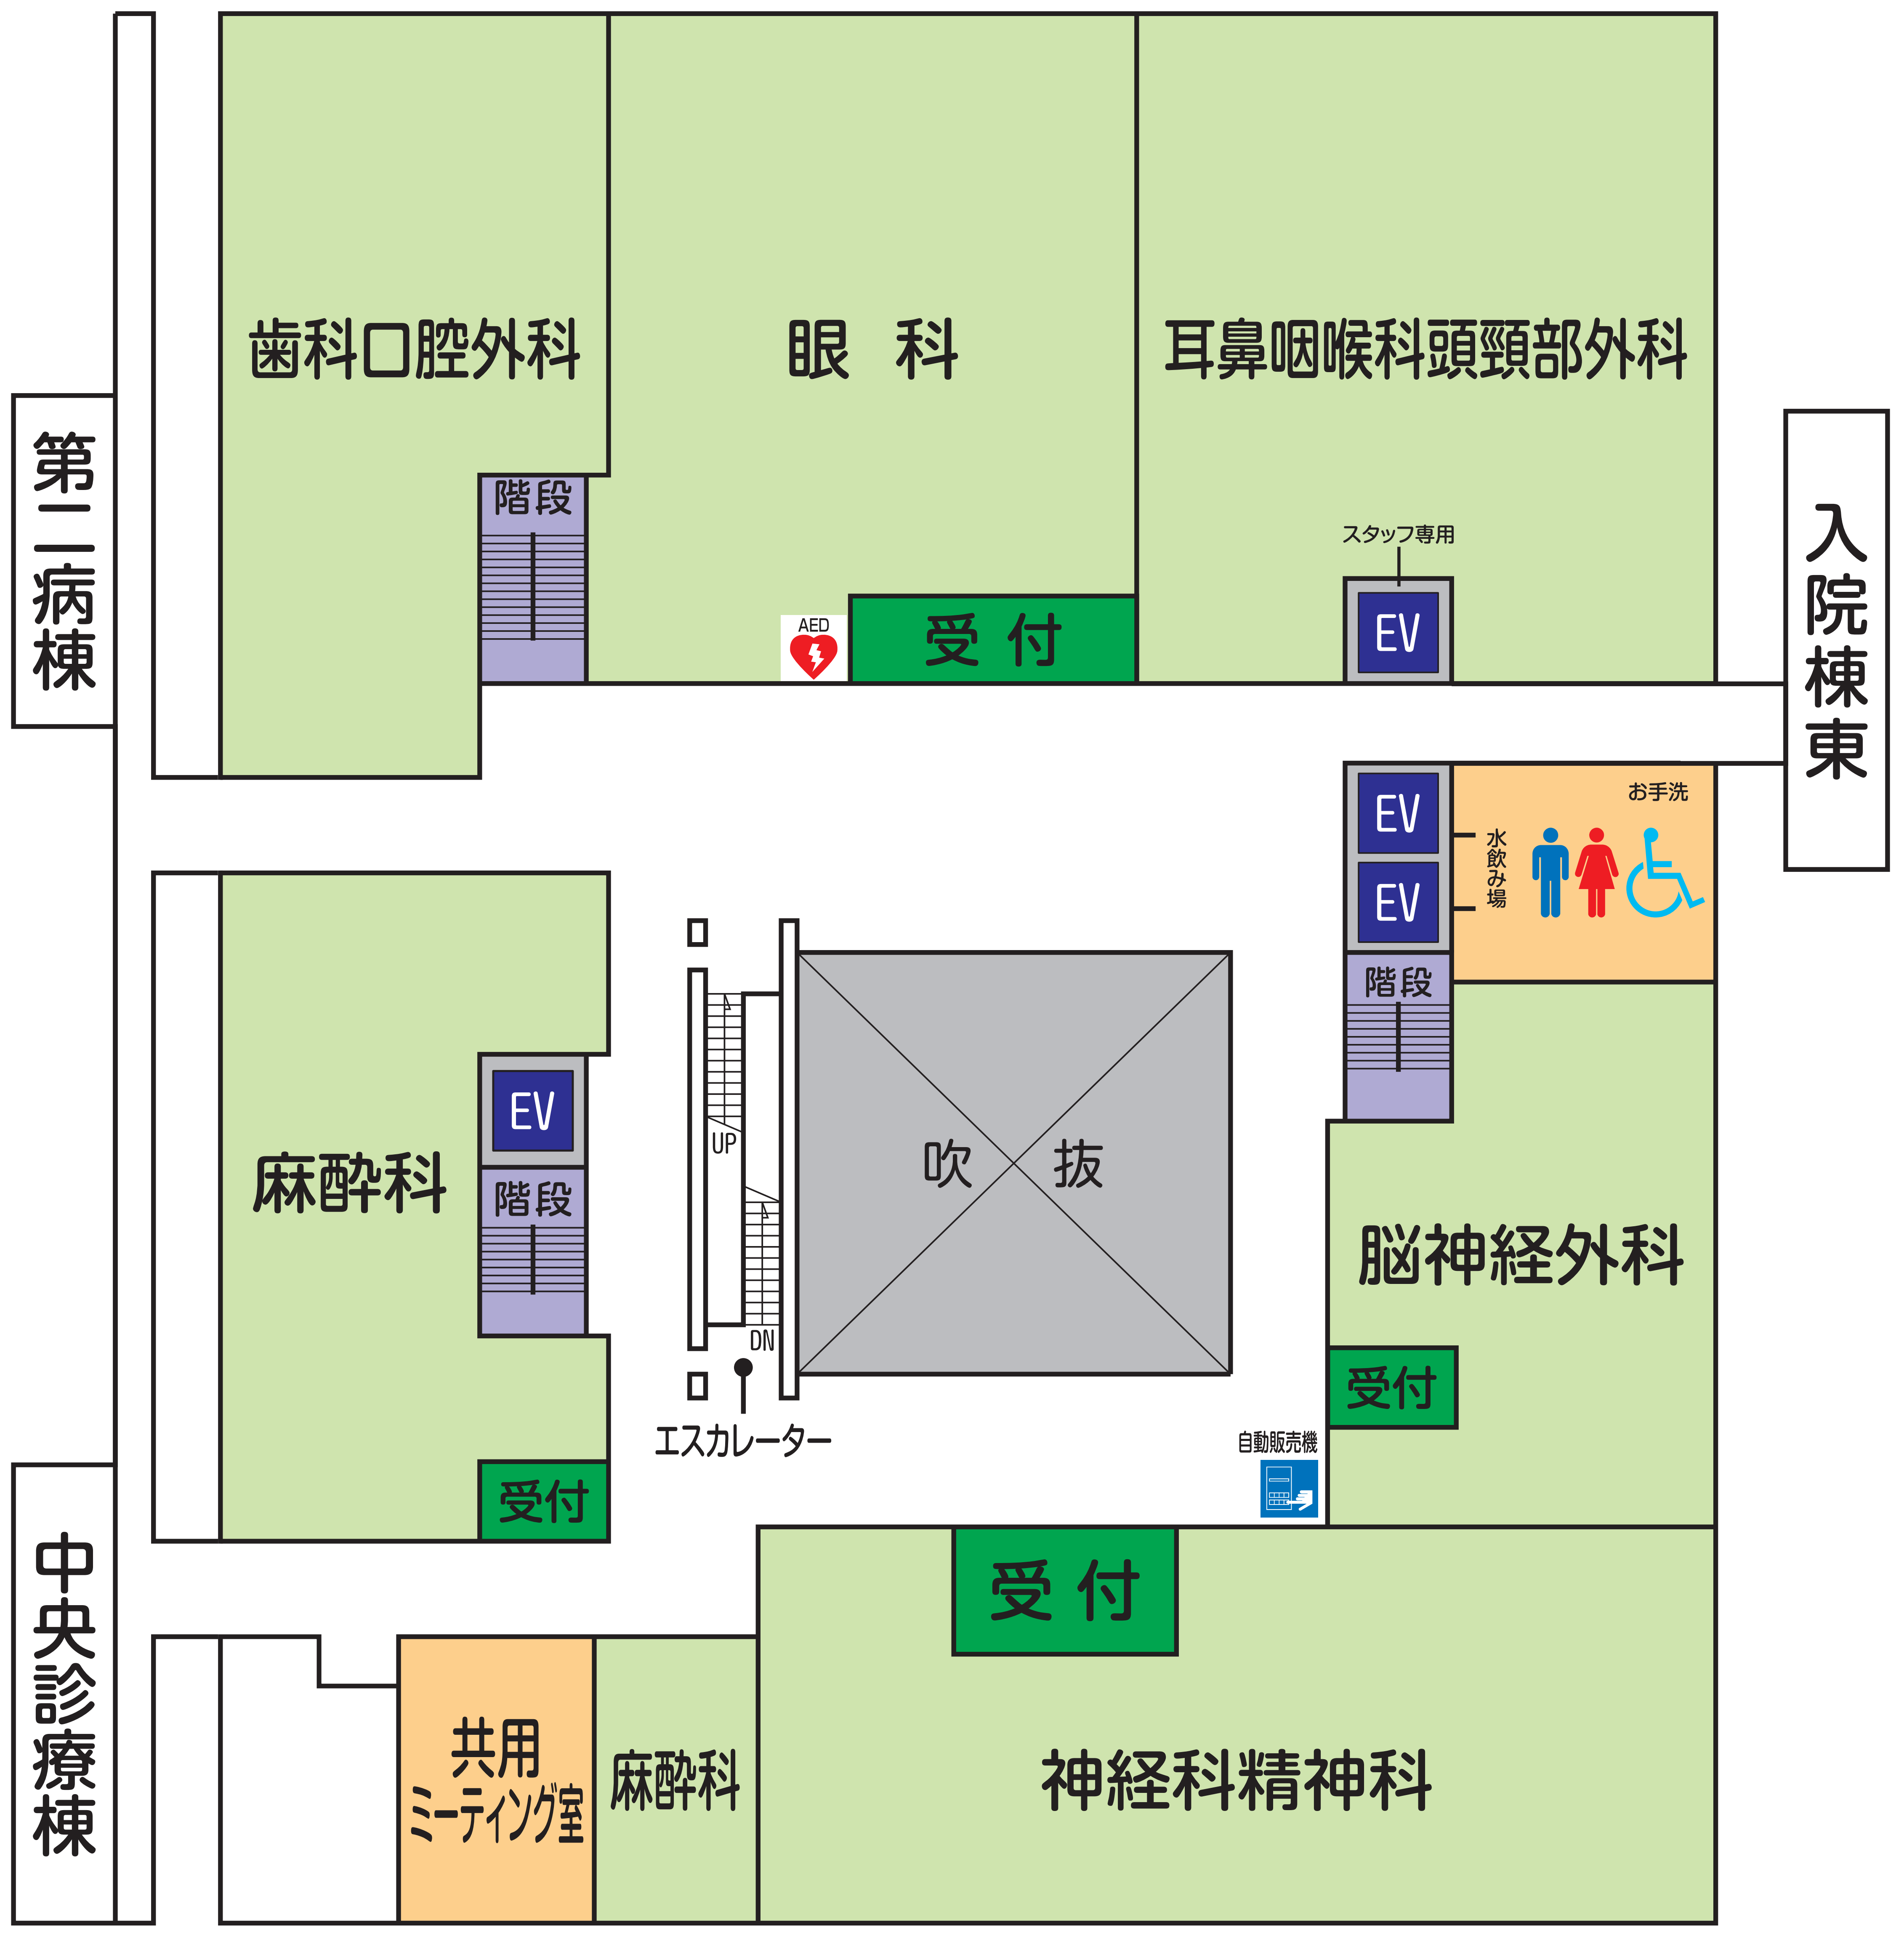 歯科口腔外科
眼 科
耳鼻咽喉科頭頸部外科
第二病棟
階段
スタッフ専用
EV
入院棟東
AED
受 付
EV
EV
お手洗
水飲み場
階段
EV
階段
麻酔科
UP
吹 抜
DN
エスカレーター
脳神経外科
受付
自動販売機
受付
中央診療棟
受 付
共用
ミーティング室
麻酔科
神経科精神科